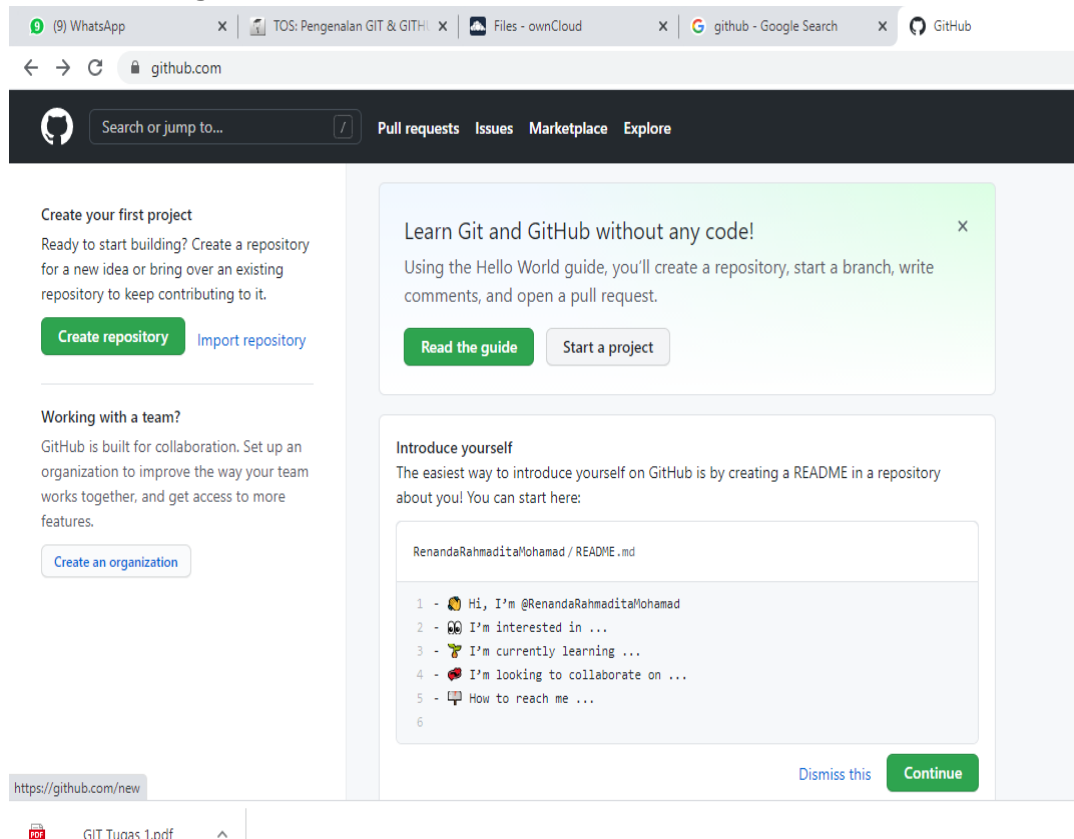 (9) WhatsApp
TOS: Pengenalan GIT & GITHU
Files - ownCloud
github - Google Search
GitHub
github.com
Search or jump to...
/
Pull requests Issues Marketplace Explore
Create your first project
Ready to start building? Create a repository
for a new idea or bring over an existing
repository to keep contributing to it.
Create repository Import repository
Working with a team?
GitHub is built for collaboration. Set up an
organization to improve the way your team
works together, and get access to more
features.
Create an organization
Learn Git and GitHub without any code!
Using the Hello World guide, you'll create a repository, start a branch, write
comments, and open a pull request.
Read the guide Start a project
Introduce yourself
The easiest way to introduce yourself on GitHub is by creating a README in a repository
about you! You can start here:
RenandaRahmaditaMohamad / README.md
1 - 👋 Hi, I'm @RenandaRahmaditaMohamad
2 - 👀 I'm interested in ...
3 - 🌱 I'm currently learning ...
4 - 💞️ I'm looking to collaborate on ...
5 - 📫 How to reach me ...
6
Dismiss this Continue
https://github.com/new
PDF
GIT Tugas 1.pdf